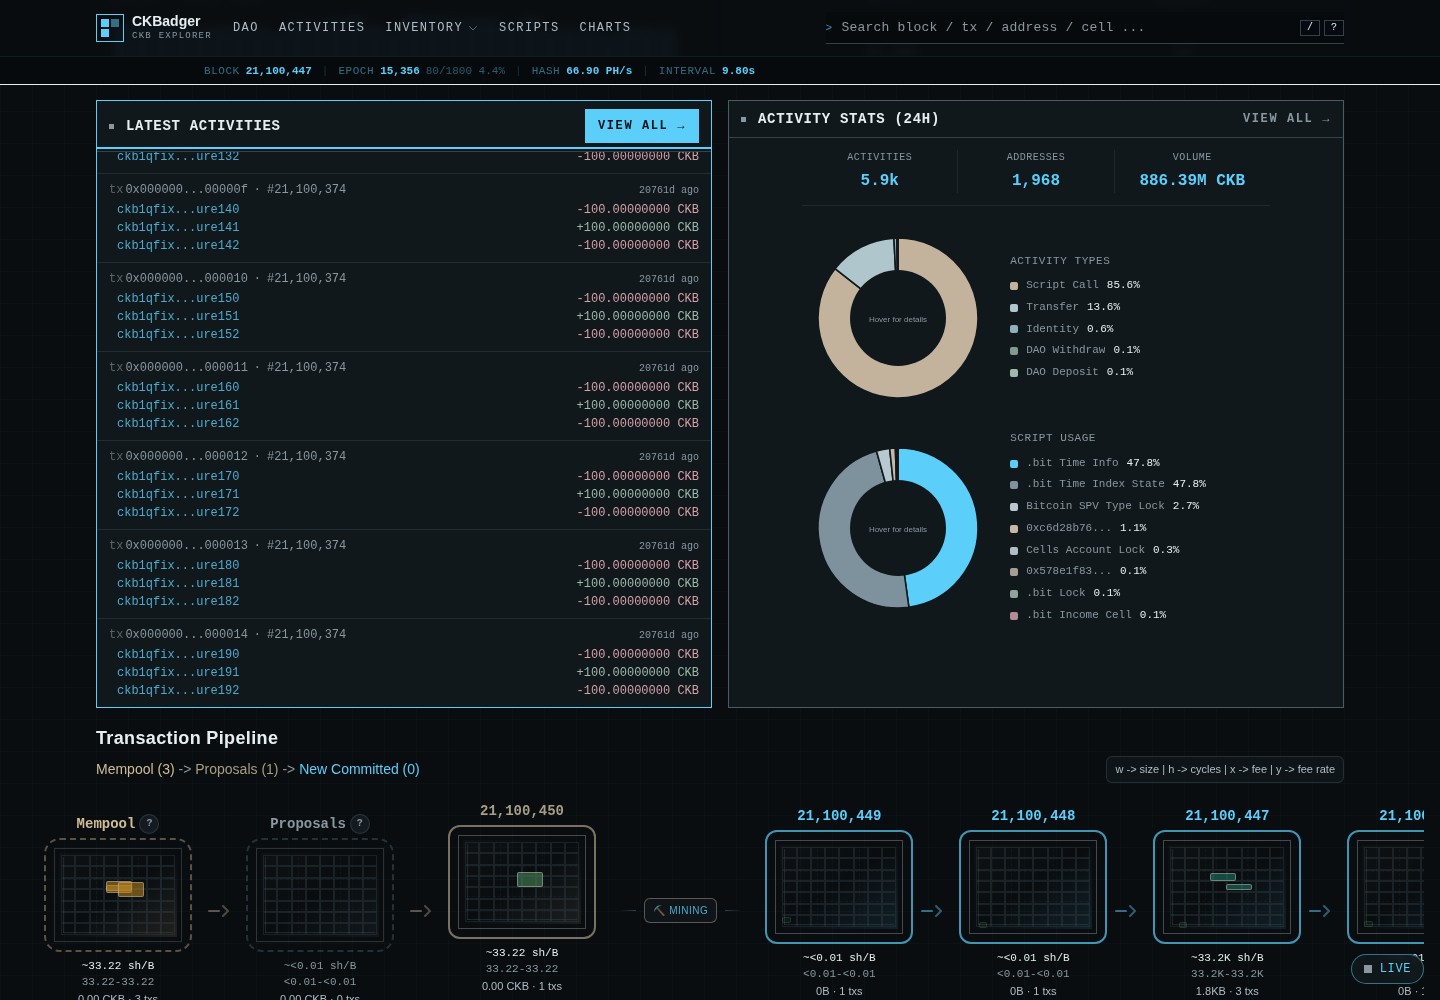 CKBadger
CKB EXPLORER
DAO ACTIVITIES INVENTORY SCRIPTS CHARTS
> Search block / tx / address / cell ... / ?
BLOCK 21,100,447 | EPOCH 15,356 80/1800 4.4% | HASH 66.90 PH/s | INTERVAL 9.80s
LATEST ACTIVITIES
VIEW ALL →
ckb1qfix...ure132 -100.00000000 CKB
tx 0x000000...00000f · #21,100,374 20761d ago
ckb1qfix...ure140 -100.00000000 CKB
ckb1qfix...ure141 +100.00000000 CKB
ckb1qfix...ure142 -100.00000000 CKB
tx 0x000000...000010 · #21,100,374 20761d ago
ckb1qfix...ure150 -100.00000000 CKB
ckb1qfix...ure151 +100.00000000 CKB
ckb1qfix...ure152 -100.00000000 CKB
tx 0x000000...000011 · #21,100,374 20761d ago
ckb1qfix...ure160 -100.00000000 CKB
ckb1qfix...ure161 +100.00000000 CKB
ckb1qfix...ure162 -100.00000000 CKB
tx 0x000000...000012 · #21,100,374 20761d ago
ckb1qfix...ure170 -100.00000000 CKB
ckb1qfix...ure171 +100.00000000 CKB
ckb1qfix...ure172 -100.00000000 CKB
tx 0x000000...000013 · #21,100,374 20761d ago
ckb1qfix...ure180 -100.00000000 CKB
ckb1qfix...ure181 +100.00000000 CKB
ckb1qfix...ure182 -100.00000000 CKB
tx 0x000000...000014 · #21,100,374 20761d ago
ckb1qfix...ure190 -100.00000000 CKB
ckb1qfix...ure191 +100.00000000 CKB
ckb1qfix...ure192 -100.00000000 CKB
ACTIVITY STATS (24H)
VIEW ALL →
ACTIVITIES ADDRESSES VOLUME
5.9k 1,968 886.39M CKB
Hover for details
ACTIVITY TYPES
Script Call 85.6%
Transfer 13.6%
Identity 0.6%
DAO Withdraw 0.1%
DAO Deposit 0.1%
Hover for details
SCRIPT USAGE
.bit Time Info 47.8%
.bit Time Index State 47.8%
Bitcoin SPV Type Lock 2.7%
0xc6d28b76... 1.1%
Cells Account Lock 0.3%
0x578e1f83... 0.1%
.bit Lock 0.1%
.bit Income Cell 0.1%
Transaction Pipeline
Mempool (3) -> Proposals (1) -> New Committed (0)
w -> size | h -> cycles | x -> fee | y -> fee rate
Mempool ?
~33.22 sh/B
33.22-33.22
0.00 CKB · 3 txs
Proposals ?
~<0.01 sh/B
<0.01-<0.01
0.00 CKB · 0 txs
21,100,450
~33.22 sh/B
33.22-33.22
0.00 CKB · 1 txs
MINING
21,100,449
~<0.01 sh/B
<0.01-<0.01
0B · 1 txs
21,100,448
~<0.01 sh/B
<0.01-<0.01
0B · 1 txs
21,100,447
~33.2K sh/B
33.2K-33.2K
1.8KB · 3 txs
0B ·
LIVE